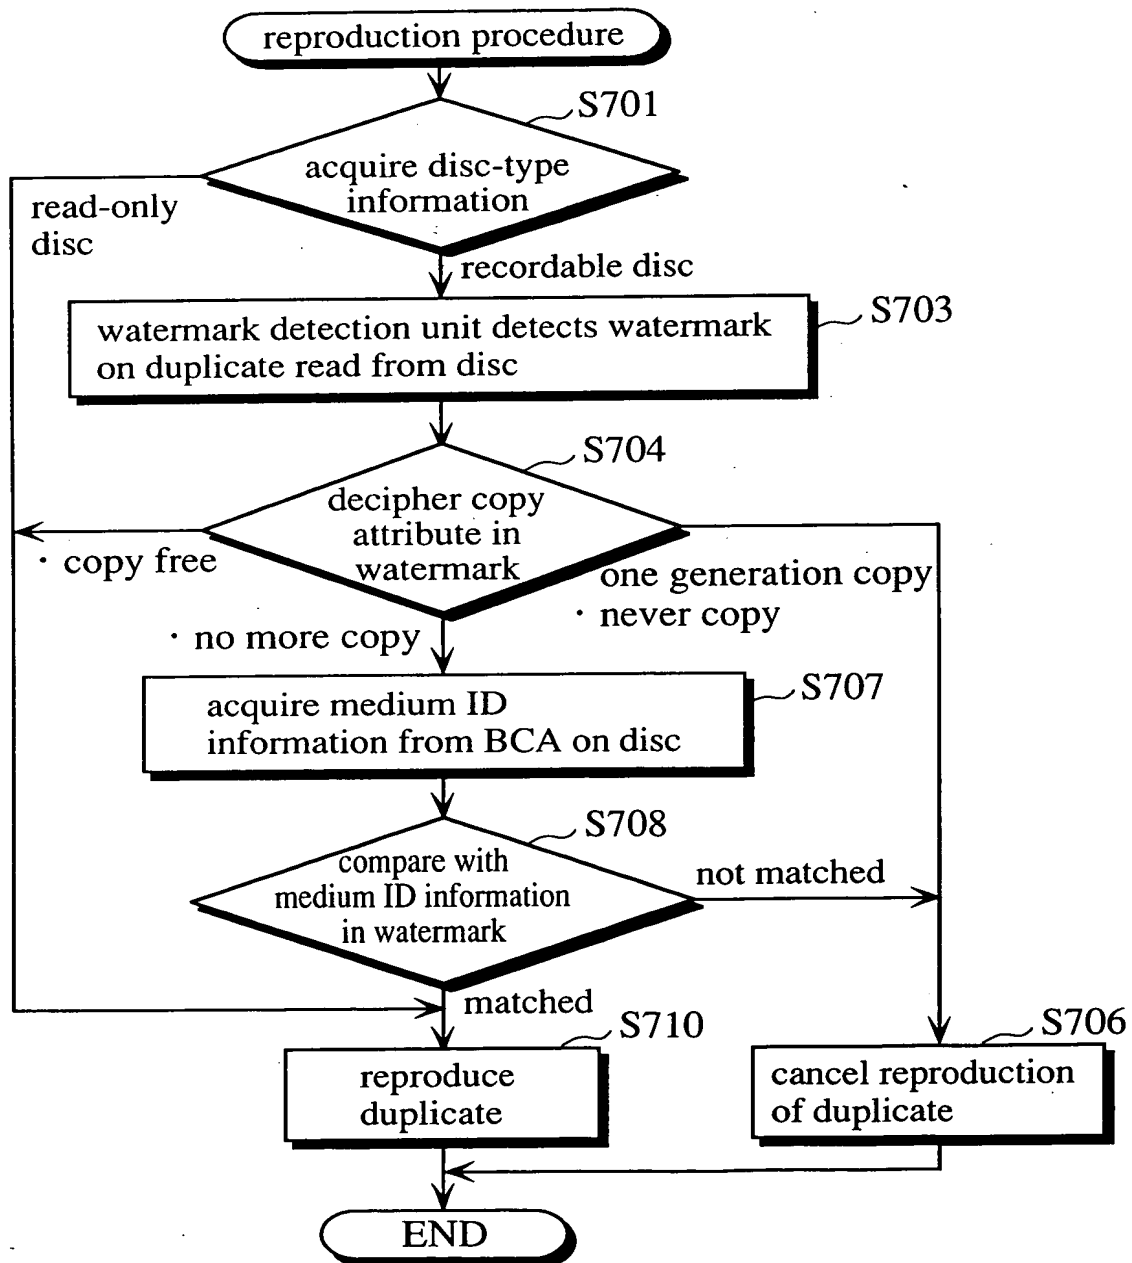 reproduction procedure
S701
acquire disc-type
information
read-only
disc
recordable disc
S703
watermark detection unit detects watermark
on duplicate read from disc
S704
decipher copy
attribute in
watermark
· copy free
one generation copy
· never copy
· no more copy
S707
acquire medium ID
information from BCA on disc
S708
compare with
medium ID information
in watermark
not matched
matched
S710
reproduce
duplicate
S706
cancel reproduction
of duplicate
END